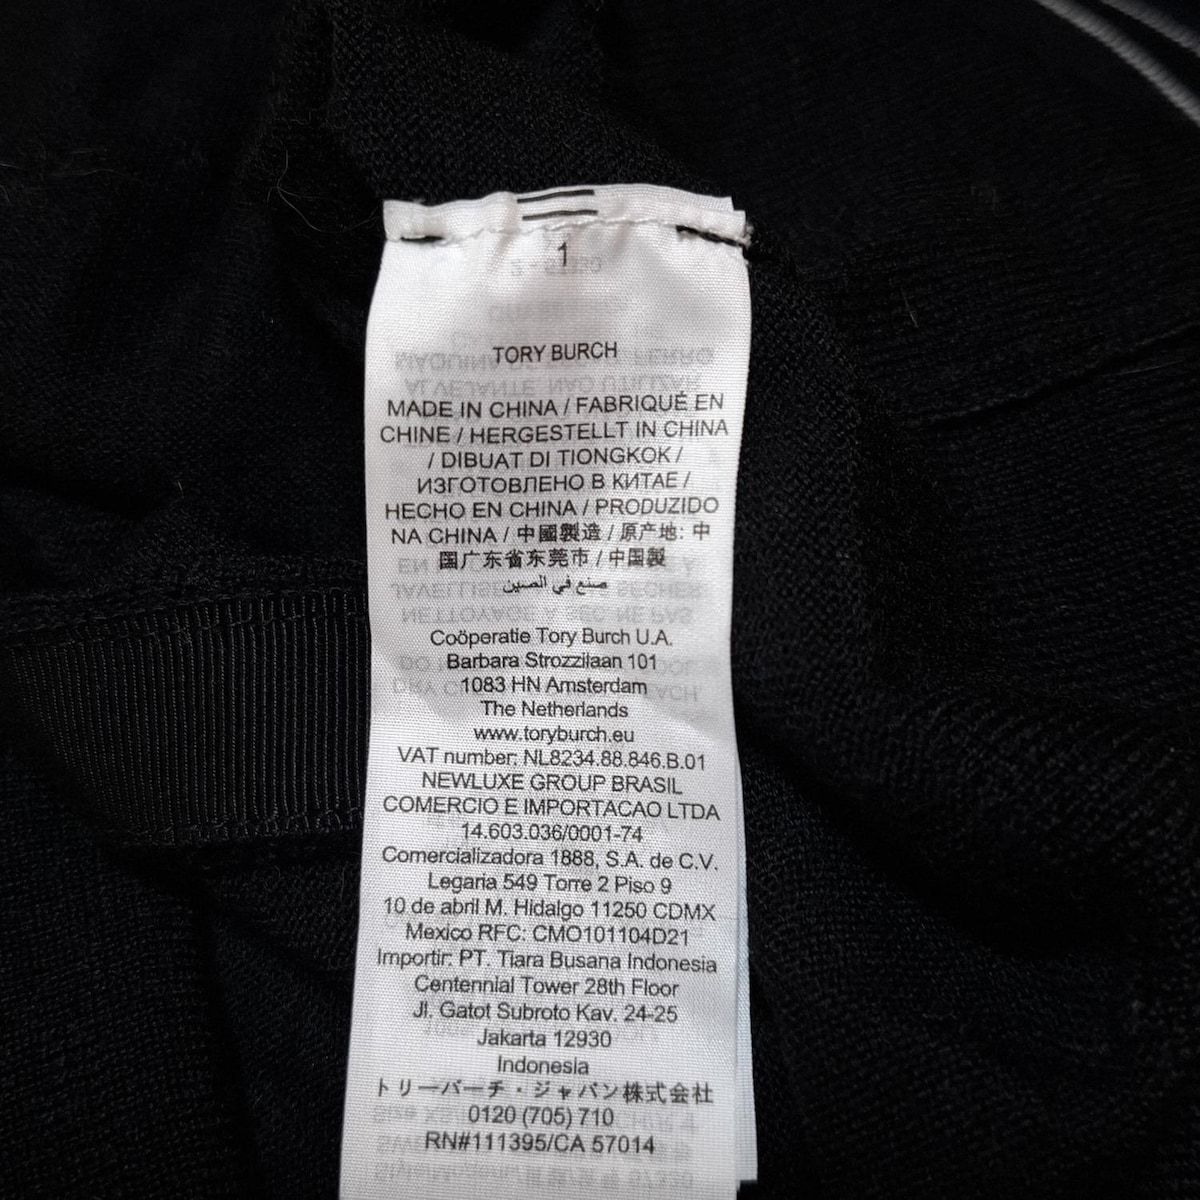 1
TORY BURCH
MADE IN CHINA / FABRIQUÉ EN
CHINE / HERGESTELLT IN CHINA
/ DIBUAT DI TIONGKOK /
ИЗГОТОВЛЕНО В КИТАЕ /
HECHO EN CHINA / PRODUZIDO
NA CHINA / 中國製造 / 原产地: 中
国广东省东莞市 / 中国製
صنع في الصين
Coöperatie Tory Burch U.A.
Barbara Strozzilaan 101
1083 HN Amsterdam
The Netherlands
www.toryburch.eu
VAT number: NL8234.88.846.B.01
NEWLUXE GROUP BRASIL
COMERCIO E IMPORTACAO LTDA
14.603.036/0001-74
Comercializadora 1888, S.A. de C.V.
Legaria 549 Torre 2 Piso 9
10 de abril M. Hidalgo 11250 CDMX
Mexico RFC: CMO101104D21
Importir: PT. Tiara Busana Indonesia
Centennial Tower 28th Floor
Jl. Gatot Subroto Kav. 24-25
Jakarta 12930
Indonesia
トリーバーチ・ジャパン株式会社
0120 (705) 710
RN#111395/CA 57014